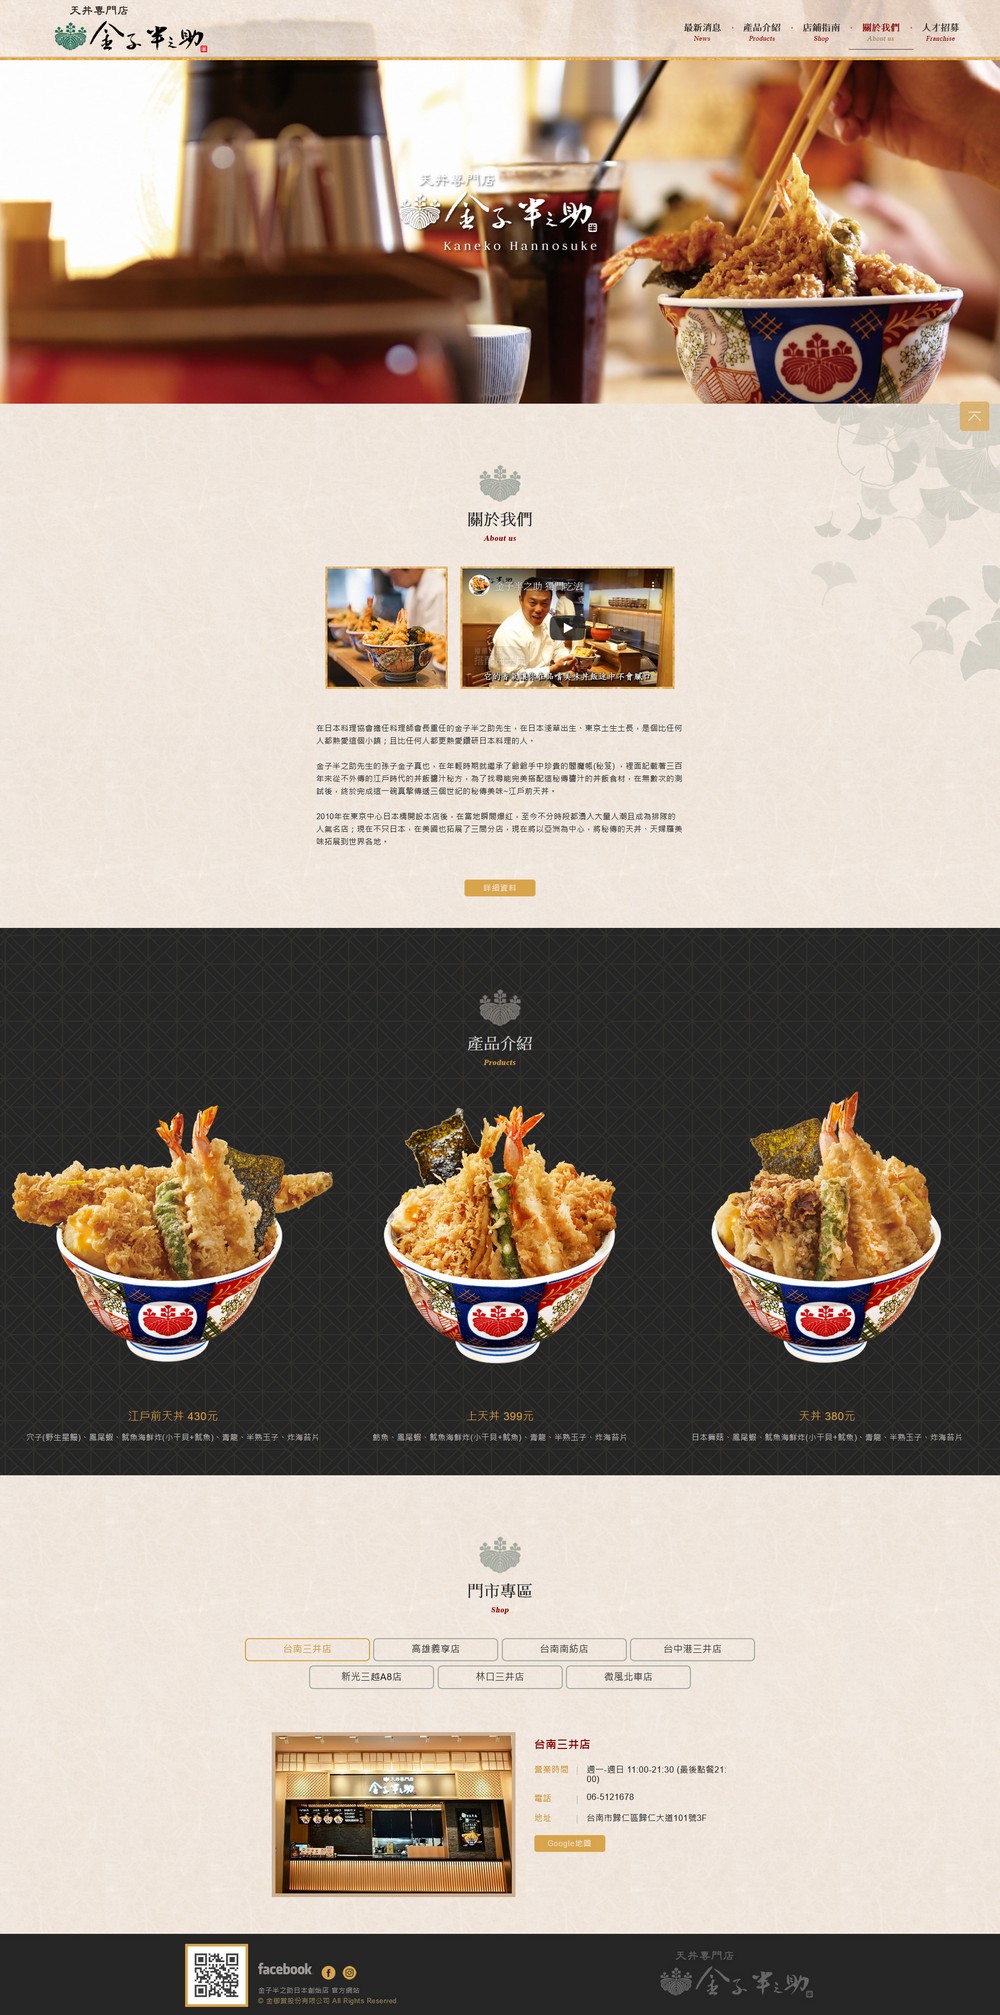 天丼専門店
金子半之助
最新消息
News
產品介紹
Products
店鋪指南
Shop
關於我們
About us
人才招募
Franchise
天丼専門店
金子半之助
Kaneko Hannosuke
關於我們
About us
金子半之助 獨門吃法
它的香氣讓你在品嚐美味丼飯途中不會膩口
在日本料理協會擔任料理師會長重任的金子半之助先生，在日本淺草出生、東京土生土長，是個比任何
人都熱愛這個小鎮；且比任何人都更熱愛鑽研日本料理的人。
金子半之助先生的孫子金子真也，在年輕時期就繼承了爺爺手中珍貴的閻魔帳(秘笈)，裡面記載著三百
年來從不外傳的江戶時代的丼飯醬汁秘方，為了找尋能完美搭配這秘傳醬汁的丼飯食材，在無數次的測
試後，終於完成這一碗真摯傳遞三個世紀的秘傳美味~江戶前天丼。
2010年在東京中心日本橋開設本店後，在當地瞬間爆紅，至今不分時段都湧入大量人潮且成為排隊的
人氣名店；現在不只日本，在美國也拓展了三間分店，現在將以亞洲為中心，將秘傳的天丼、天婦羅美
味拓展到世界各地。
詳細資料
產品介紹
Products
江戶前天丼 430元
穴子(野生星鰻)、鳳尾蝦、魷魚海鮮炸(小干貝+魷魚)、青龍、半熟玉子、炸海苔片
上天丼 399元
魚、鳳尾蝦、魷魚海鮮炸(小干貝+魷魚)、青龍、半熟玉子、炸海苔片
天丼 380元
日本舞菇、鳳尾蝦、魷魚海鮮炸(小干貝+魷魚)、青龍、半熟玉子、炸海苔片
門市專區
Shop
台南三井店
高雄義享店
台南南紡店
台中港三井店
新光三越A8店
林口三井店
微風北車店
天丼専門店
金子半之助
台南三井店
營業時間
週一-週日 11:00-21:30 (最後點餐21:
00)
電話
06-5121678
地址
台南市歸仁區歸仁大道101號3F
Google地圖
facebook
金子半之助日本創始店 官方網站
© 金御賀股份有限公司 All Rights Reserved.
天丼専門店
金子半之助